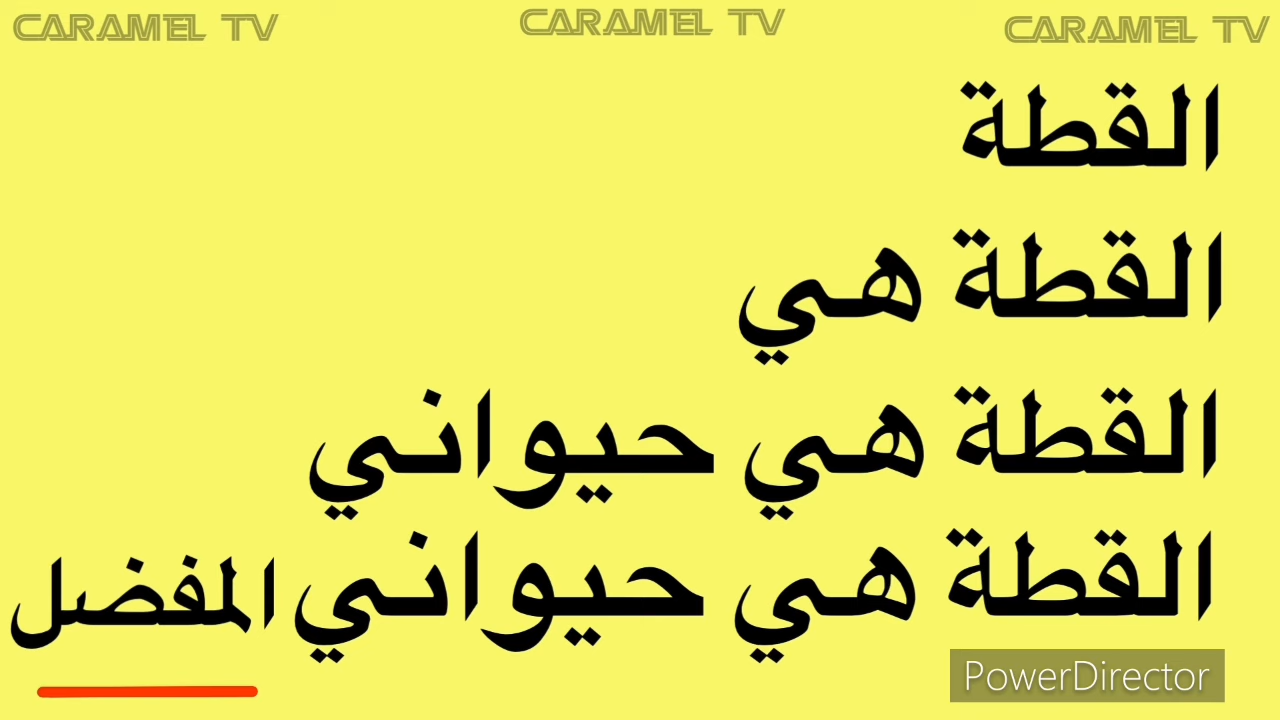 CARAMEL TV CARAMEL TV CARAMEL TV
القطة
القطة هي
القطة هي حيواني
القطة هي حيواني المفضل
PowerDirector